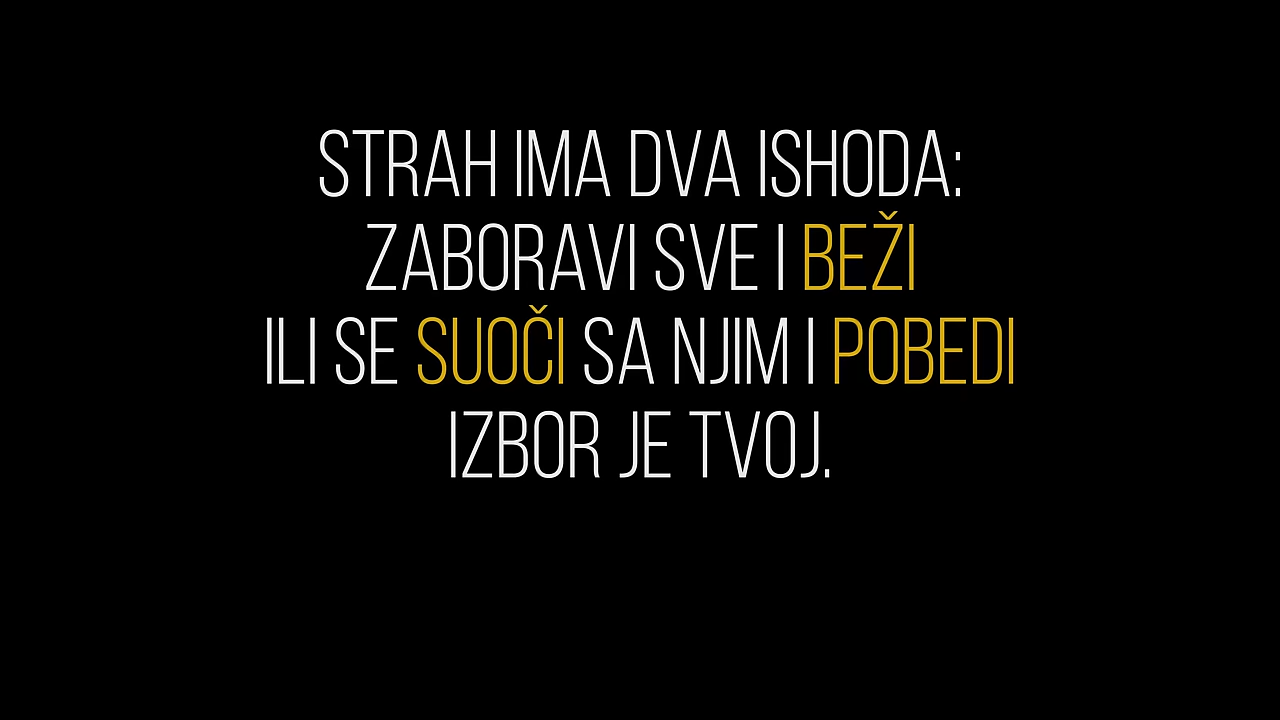 STRAH IMA DVA ISHODA:
ZABORAVI SVE I BEŽI
ILI SE SUOČI SA NJIM I POBEDI
IZBOR JE TVOJ.